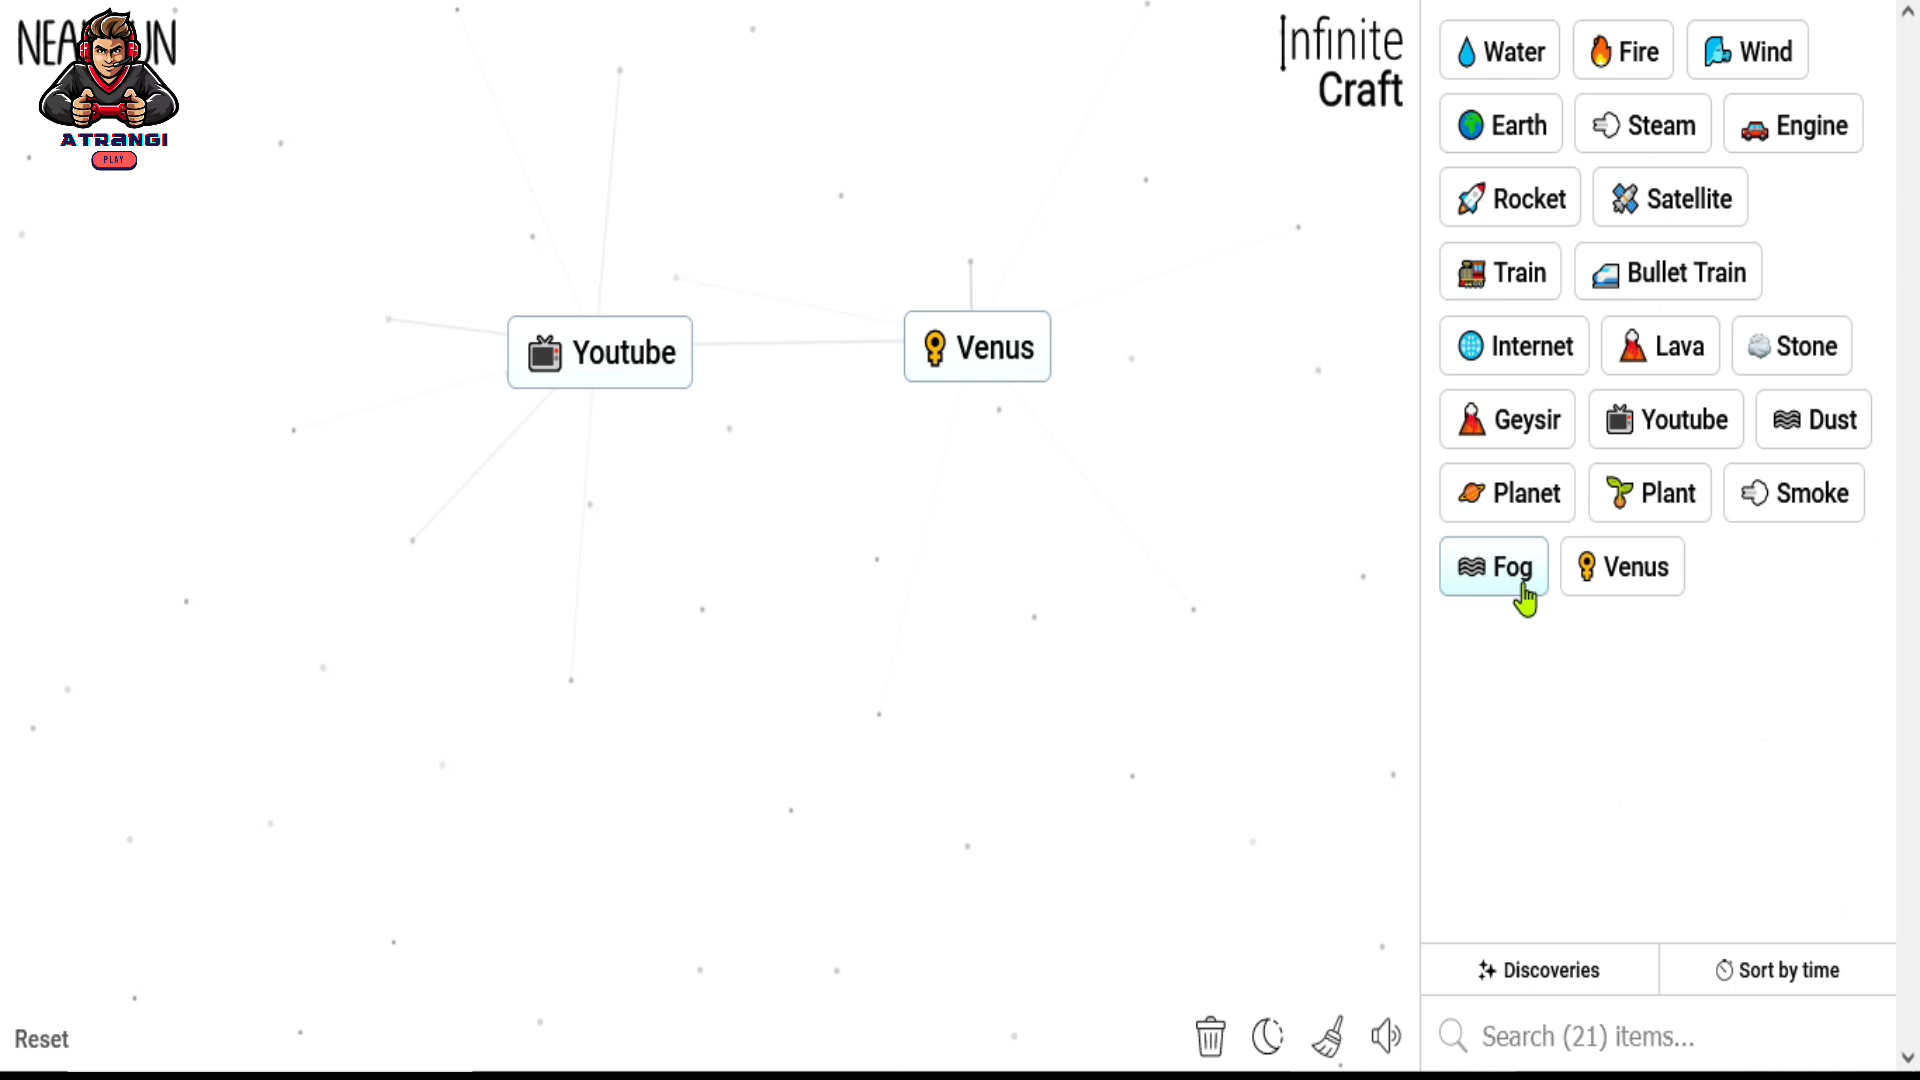 NEAL.FUN
ATRANGI
PLAY
Infinite
Craft
Youtube
Venus
Water Fire Wind
Earth Steam Engine
Rocket Satellite
Train Bullet Train
Internet Lava Stone
Geysir Youtube Dust
Planet Plant Smoke
Fog Venus
Discoveries Sort by time
Reset
Search (21) items...